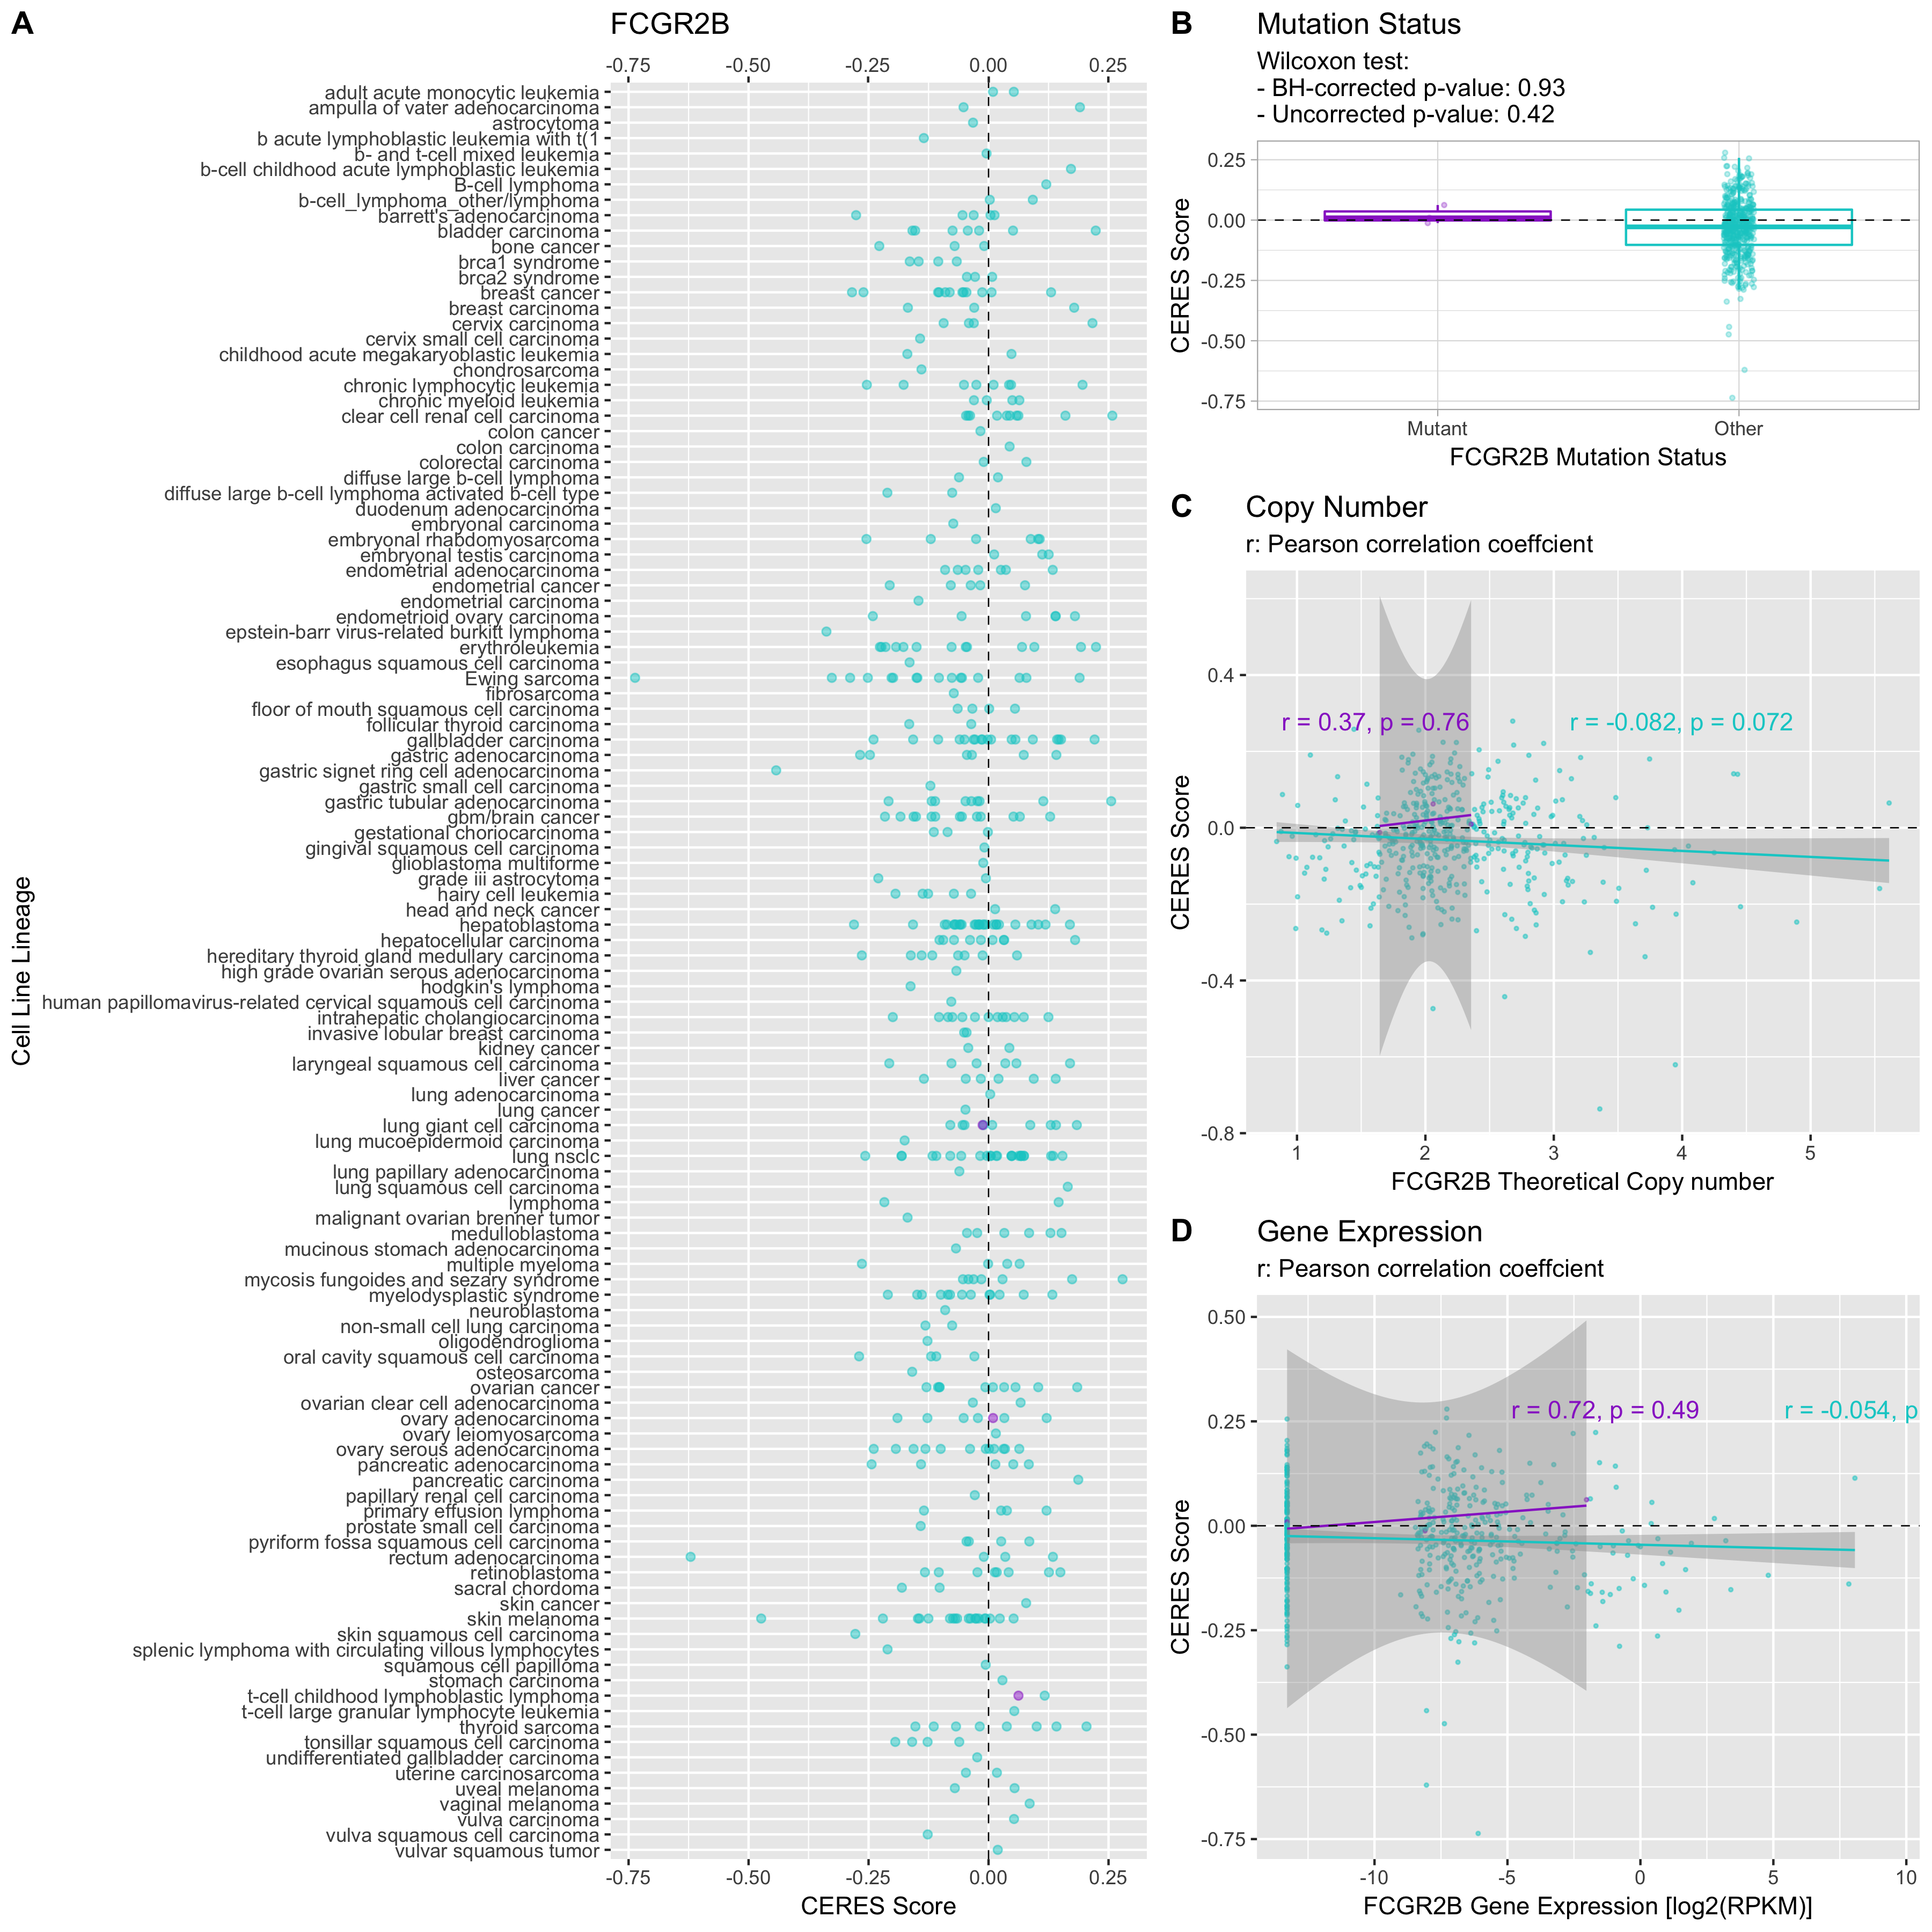 A
FCGR2B
-0.75 -0.50 -0.25 0.00 0.25
Cell Line Lineage
adult acute monocytic leukemia
ampulla of vater adenocarcinoma
astrocytoma
b acute lymphoblastic leukemia with t(1
b- and t-cell mixed leukemia
b-cell childhood acute lymphoblastic leukemia
B-cell lymphoma
b-cell_lymphoma_other/lymphoma
barrett's adenocarcinoma
bladder carcinoma
bone cancer
brca1 syndrome
brca2 syndrome
breast cancer
breast carcinoma
cervix carcinoma
cervix small cell carcinoma
childhood acute megakaryoblastic leukemia
chondrosarcoma
chronic lymphocytic leukemia
chronic myeloid leukemia
clear cell renal cell carcinoma
colon cancer
colon carcinoma
colorectal carcinoma
diffuse large b-cell lymphoma
diffuse large b-cell lymphoma activated b-cell type
duodenum adenocarcinoma
embryonal carcinoma
embryonal rhabdomyosarcoma
embryonal testis carcinoma
endometrial adenocarcinoma
endometrial cancer
endometrial carcinoma
endometrioid ovary carcinoma
epstein-barr virus-related burkitt lymphoma
erythroleukemia
esophagus squamous cell carcinoma
Ewing sarcoma
fibrosarcoma
floor of mouth squamous cell carcinoma
follicular thyroid carcinoma
gallbladder carcinoma
gastric adenocarcinoma
gastric signet ring cell adenocarcinoma
gastric small cell carcinoma
gastric tubular adenocarcinoma
gbm/brain cancer
gestational choriocarcinoma
gingival squamous cell carcinoma
glioblastoma multiforme
grade iii astrocytoma
hairy cell leukemia
head and neck cancer
hepatoblastoma
hepatocellular carcinoma
hereditary thyroid gland medullary carcinoma
high grade ovarian serous adenocarcinoma
hodgkin's lymphoma
human papillomavirus-related cervical squamous cell carcinoma
intrahepatic cholangiocarcinoma
invasive lobular breast carcinoma
kidney cancer
laryngeal squamous cell carcinoma
liver cancer
lung adenocarcinoma
lung cancer
lung giant cell carcinoma
lung mucoepidermoid carcinoma
lung nsclc
lung papillary adenocarcinoma
lung squamous cell carcinoma
lymphoma
malignant ovarian brenner tumor
medulloblastoma
mucinous stomach adenocarcinoma
multiple myeloma
mycosis fungoides and sezary syndrome
myelodysplastic syndrome
neuroblastoma
non-small cell lung carcinoma
oligodendroglioma
oral cavity squamous cell carcinoma
osteosarcoma
ovarian cancer
ovarian clear cell adenocarcinoma
ovary adenocarcinoma
ovary leiomyosarcoma
ovary serous adenocarcinoma
pancreatic adenocarcinoma
pancreatic carcinoma
papillary renal cell carcinoma
primary effusion lymphoma
prostate small cell carcinoma
pyriform fossa squamous cell carcinoma
rectum adenocarcinoma
retinoblastoma
sacral chordoma
skin cancer
skin melanoma
skin squamous cell carcinoma
splenic lymphoma with circulating villous lymphocytes
squamous cell papilloma
stomach carcinoma
t-cell childhood lymphoblastic lymphoma
t-cell large granular lymphocyte leukemia
thyroid sarcoma
tonsillar squamous cell carcinoma
undifferentiated gallbladder carcinoma
uterine carcinosarcoma
uveal melanoma
vaginal melanoma
vulva carcinoma
vulva squamous cell carcinoma
vulvar squamous tumor
-0.75 -0.50 -0.25 0.00 0.25
CERES Score
B
Mutation Status
Wilcoxon test:
- BH-corrected p-value: 0.93
- Uncorrected p-value: 0.42
CERES Score
0.25
0.00
-0.25
-0.50
-0.75
Mutant Other
FCGR2B Mutation Status
C
Copy Number
r: Pearson correlation coeffcient
CERES Score
0.4
0.0
-0.4
-0.8
r = 0.37, p = 0.76
r = -0.082, p = 0.072
1 2 3 4 5
FCGR2B Theoretical Copy number
D
Gene Expression
r: Pearson correlation coeffcient
CERES Score
0.50
0.25
0.00
-0.25
-0.50
-0.75
r = 0.72, p = 0.49
r = -0.054, p
-10 -5 0 5 10
FCGR2B Gene Expression [log2(RPKM)]